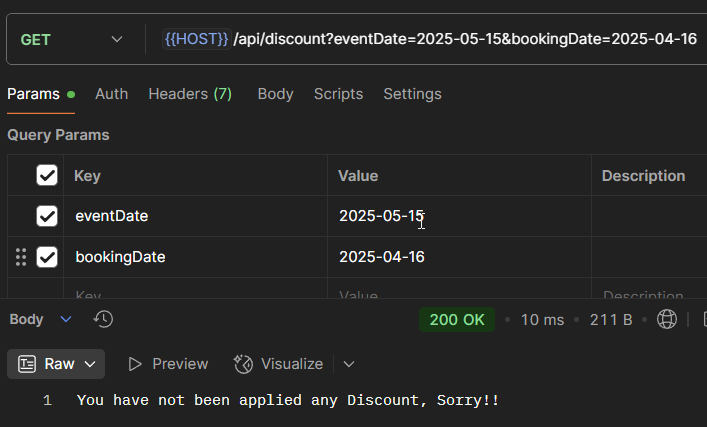 GET {{HOST}} /api/discount?eventDate=2025-05-15&bookingDate=2025-04-16
Params Auth Headers (7) Body Scripts Settings
Query Params
Key Value Description
eventDate 2025-05-15
bookingDate 2025-04-16
Key Value Description
Body 200 OK • 10 ms • 211 B
Raw Preview Visualize
1 You have not been applied any Discount, Sorry!!